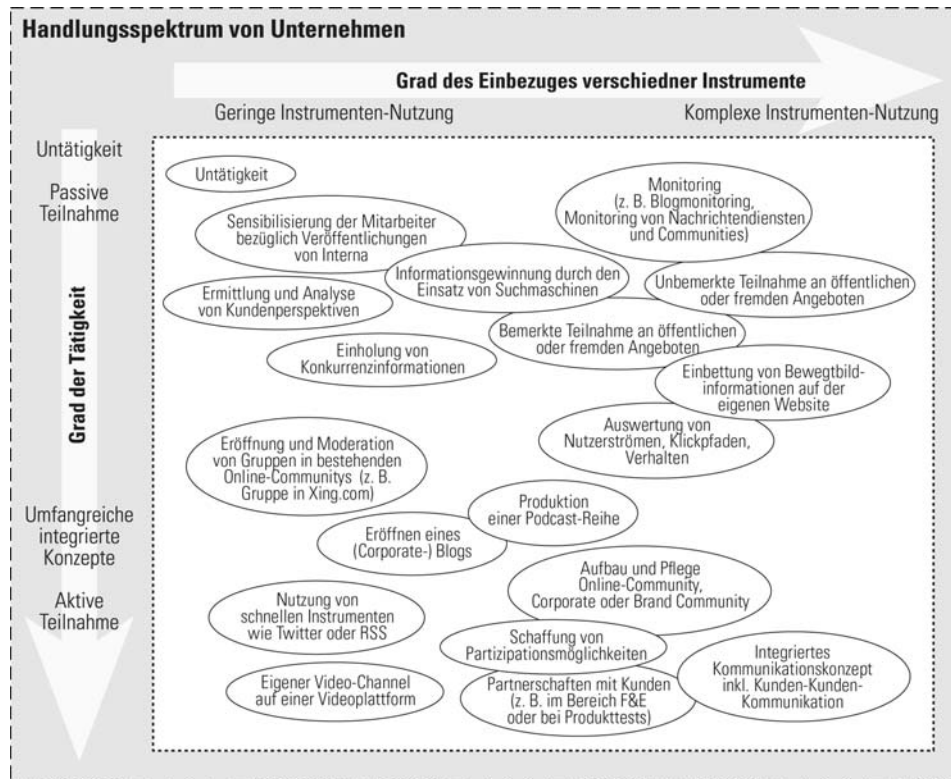 Handlungsspektrum von Unternehmen
Grad des Einbezuges verschiedner Instrumente
Geringe Instrumenten-Nutzung
Komplexe Instrumenten-Nutzung
Untätigkeit
Passive
Teilnahme
Grad der Tätigkeit
Umfangreiche
integrierte
Konzepte
Aktive
Teilnahme
Untätigkeit
Monitoring
(z. B. Blogmonitoring,
Monitoring von Nachrichtendiensten
und Communities)
Sensibilisierung der Mitarbeiter
bezüglich Veröffentlichungen
von Interna
Informationsgewinnung durch den
Einsatz von Suchmaschinen
Unbemerkte Teilnahme an öffentlichen
oder fremden Angeboten
Ermittlung und Analyse
von Kundenperspektiven
Bemerkte Teilnahme an öffentlichen
oder fremden Angeboten
Einholung von
Konkurrenzinformationen
Einbettung von Bewegtbild-
informationen auf der
eigenen Website
Auswertung von
Nutzerströmen, Klickpfaden,
Verhalten
Eröffnung und Moderation
von Gruppen in bestehenden
Online-Communitys (z. B.
Gruppe in Xing.com)
Produktion
einer Podcast-Reihe
Eröffnen eines
(Corporate-) Blogs
Aufbau und Pflege
Online-Community,
Corporate oder Brand Community
Nutzung von
schnellen Instrumenten
wie Twitter oder RSS
Schaffung von
Partizipationsmöglichkeiten
Integriertes
Kommunikationskonzept
inkl. Kunden-Kunden-
Kommunikation
Eigener Video-Channel
auf einer Videoplattform
Partnerschaften mit Kunden
(z. B. im Bereich F&E
oder bei Produkttests)